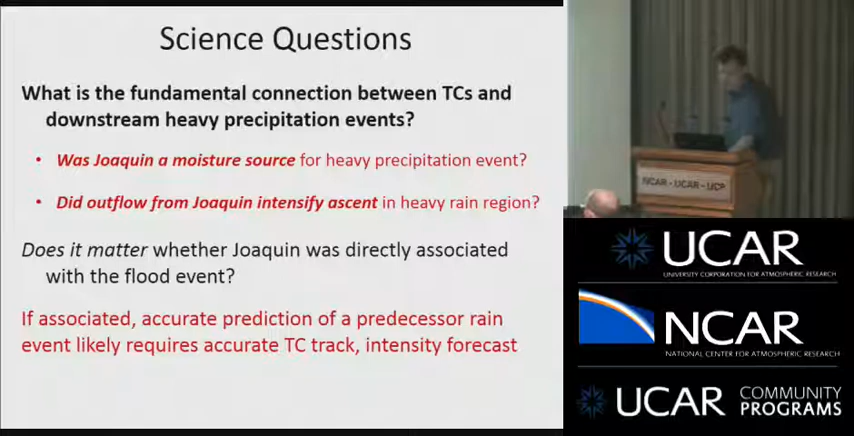 Science Questions
What is the fundamental connection between TCs and
downstream heavy precipitation events?
• Was Joaquin a moisture source for heavy precipitation event?
• Did outflow from Joaquin intensify ascent in heavy rain region?
Does it matter whether Joaquin was directly associated
with the flood event?
If associated, accurate prediction of a predecessor rain
event likely requires accurate TC track, intensity forecast
NCAR - UCAR - UCP
UCAR
UNIVERSITY CORPORATION FOR ATMOSPHERIC RESEARCH
NCAR
NATIONAL CENTER FOR ATMOSPHERIC RESEARCH
UCAR COMMUNITY
PROGRAMS